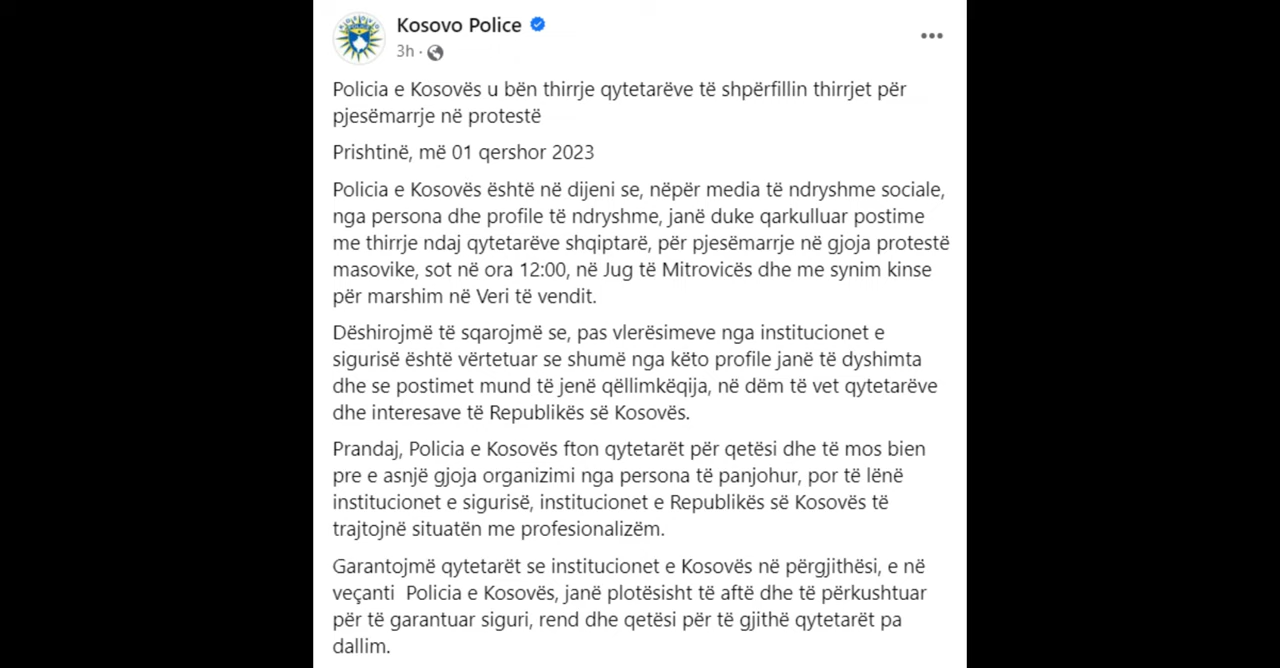 Kosovo Police
3h ·
Policia e Kosovës u bën thirrje qytetarëve të shpërfillin thirrjet për
pjesëmarrje në protestë
Prishtinë, më 01 qershor 2023
Policia e Kosovës është në dijeni se, nëpër media të ndryshme sociale,
nga persona dhe profile të ndryshme, janë duke qarkulluar postime
me thirrje ndaj qytetarëve shqiptarë, për pjesëmarrje në gjoja protestë
masovike, sot në ora 12:00, në Jug të Mitrovicës dhe me synim kinse
për marshim në Veri të vendit.
Dëshirojmë të sqarojmë se, pas vlerësimeve nga institucionet e
sigurisë është vërtetuar se shumë nga këto profile janë të dyshimta
dhe se postimet mund të jenë qëllimkëqija, në dëm të vet qytetarëve
dhe interesave të Republikës së Kosovës.
Prandaj, Policia e Kosovës fton qytetarët për qetësi dhe të mos bien
pre e asnjë gjoja organizimi nga persona të panjohur, por të lënë
institucionet e sigurisë, institucionet e Republikës së Kosovës të
trajtojnë situatën me profesionalizëm.
Garantojmë qytetarët se institucionet e Kosovës në përgjithësi, e në
veçanti  Policia e Kosovës, janë plotësisht të aftë dhe të përkushtuar
për të garantuar siguri, rend dhe qetësi për të gjithë qytetarët pa
dallim.